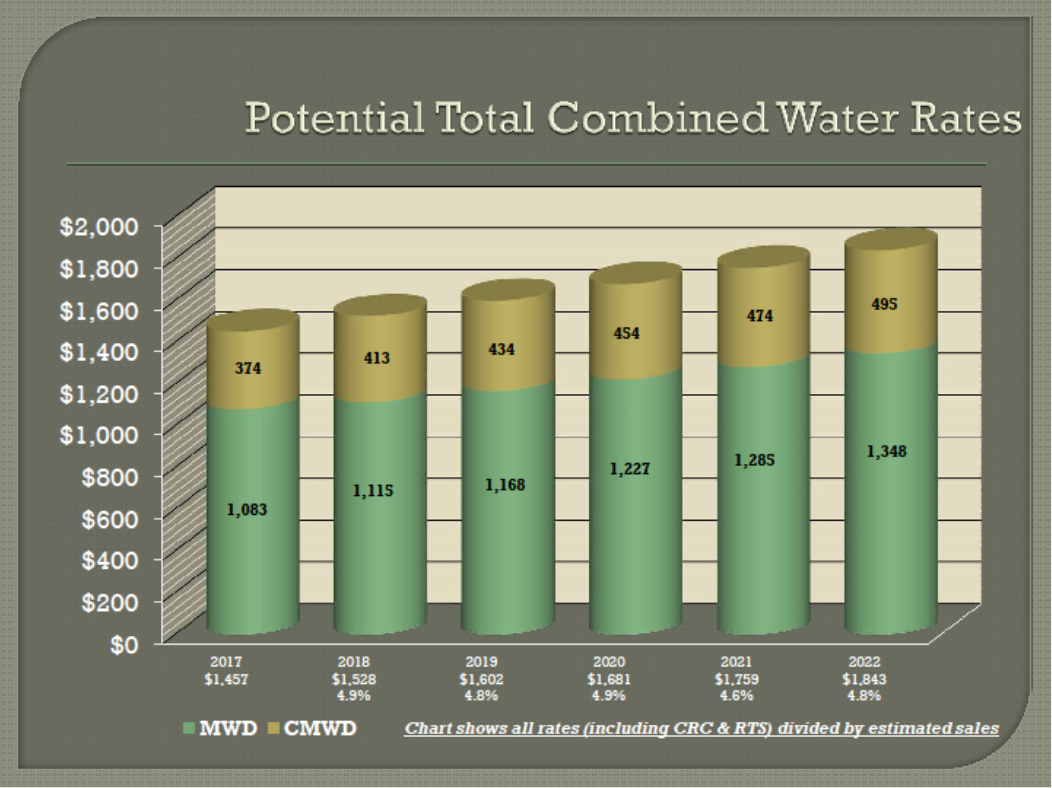 Potential Total Combined Water Rates
$2,000
$1,800
$1,600
$1,400
$1,200
$1,000
$800
$600
$400
$200
$0
374 413 434 454 474 495
1,083 1,115 1,168 1,227 1,285 1,348
2017 2018 2019 2020 2021 2022
$1,457 $1,528 $1,602 $1,681 $1,759 $1,843
4.9% 4.8% 4.9% 4.6% 4.8%
MWD CMWD Chart shows all rates (including CRC & RTS) divided by estimated sales